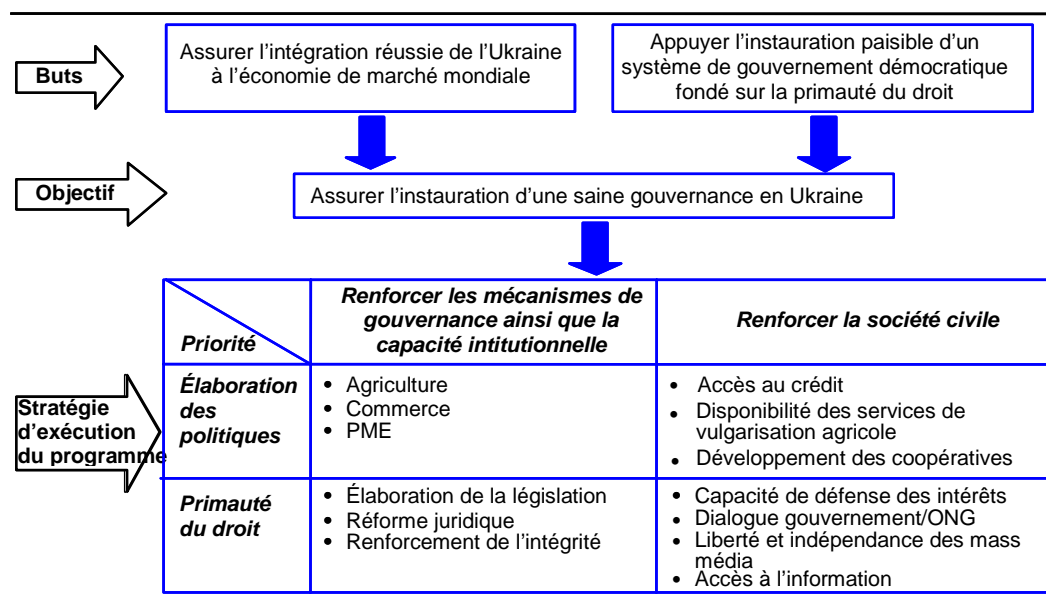 Buts
Assurer l’intégration réussie de l’Ukraine
à l’économie de marché mondiale
Appuyer l’instauration paisible d’un
système de gouvernement démocratique
fondé sur la primauté du droit
Objectif
Assurer l’instauration d’une saine gouvernance en Ukraine
Stratégie
d’exécution
du programme
Priorité
Renforcer les mécanismes de
gouvernance ainsi que la
capacité intitutionnelle
Renforcer la société civile
Élaboration
des
politiques
• Agriculture
• Commerce
• PME
• Accès au crédit
• Disponibilité des services de
vulgarisation agricole
• Développement des coopératives
Primauté
du droit
• Élaboration de la législation
• Réforme juridique
• Renforcement de l’intégrité
• Capacité de défense des intérêts
• Dialogue gouvernement/ONG
• Liberté et indépendance des mass
média
• Accès à l’information